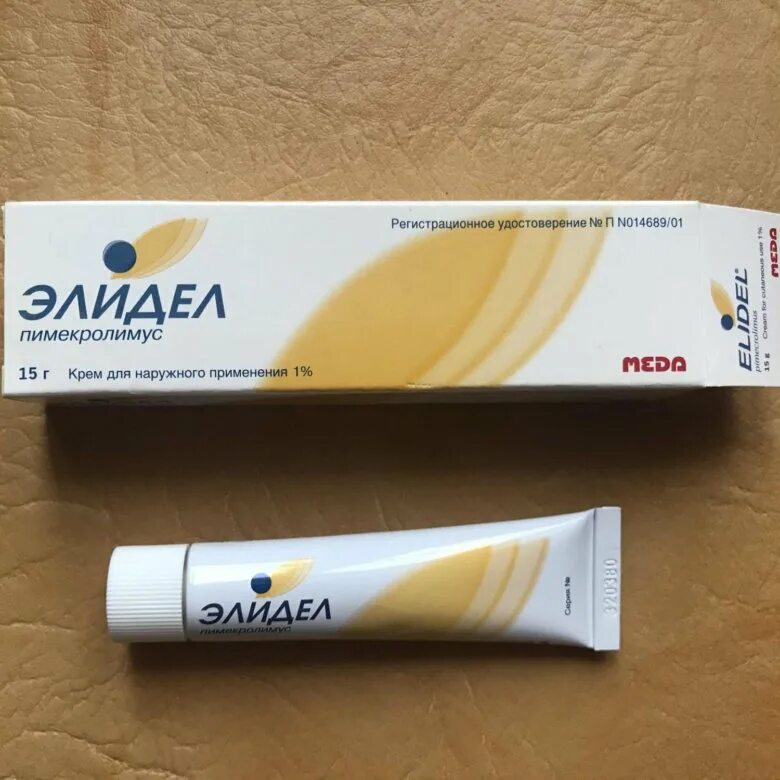 Регистрационное удостоверение № П N014689/01
ЭЛИДЕЛ
пимекролимус
15 г Крем для наружного применения 1%
MEDA
ELIDEL®
pimecrolimus
15 g Cream for cutaneous use 1%
MEDA
ЭЛИДЕЛ
пимекролимус
Серия №
320380